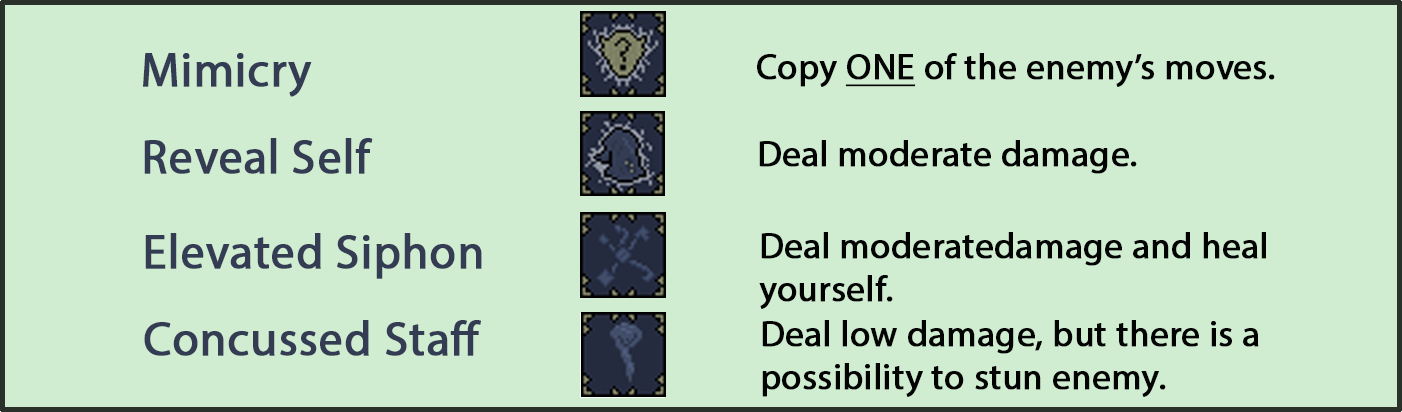 Mimicry
?
Copy ONE of the enemy's moves.
Reveal Self
Deal moderate damage.
Elevated Siphon
Deal moderatedamage and heal
yourself.
Concussed Staff
Deal low damage, but there is a
possibility to stun enemy.